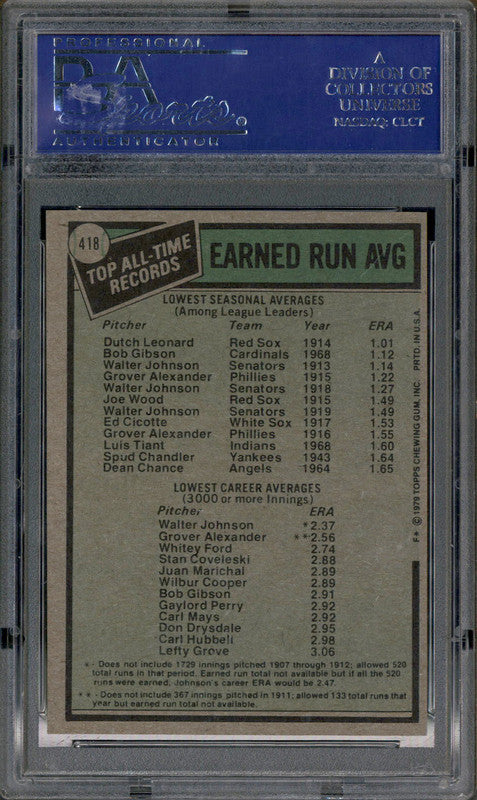 PROFESSIONAL
PSA
Experts.
AUTHENTICATOR
A
DIVISION OF
COLLECTORS
UNIVERSE
NASDAQ: CLCT
418
TOP ALL-TIME
RECORDS
EARNED RUN AVG
LOWEST SEASONAL AVERAGES
(Among League Leaders)
Pitcher Team Year ERA
Dutch Leonard Red Sox 1914 1.01
Bob Gibson Cardinals 1968 1.12
Walter Johnson Senators 1913 1.14
Grover Alexander Phillies 1915 1.22
Walter Johnson Senators 1918 1.27
Joe Wood Red Sox 1915 1.49
Walter Johnson Senators 1919 1.49
Ed Cicotte White Sox 1917 1.53
Grover Alexander Phillies 1916 1.55
Luis Tiant Indians 1968 1.60
Spud Chandler Yankees 1943 1.64
Dean Chance Angels 1964 1.65
LOWEST CAREER AVERAGES
(3000 or more Innings)
Pitcher ERA
Walter Johnson *2.37
Grover Alexander **2.56
Whitey Ford 2.74
Stan Coveleski 2.88
Juan Marichal 2.89
Wilbur Cooper 2.89
Bob Gibson 2.91
Gaylord Perry 2.92
Carl Mays 2.92
Don Drysdale 2.95
Carl Hubbell 2.98
Lefty Grove 3.06
* - Does not include 1729 innings pitched 1907 through 1912; allowed 520
total runs in that period. Earned run total not available but if all the 520
runs were earned, Johnson's career ERA would be 2.47.
** - Does not include 367 innings pitched in 1911; allowed 133 total runs that
year but earned run total not available.
F* © 1979 TOPPS CHEWING GUM, INC. PRTD. IN U.S.A.